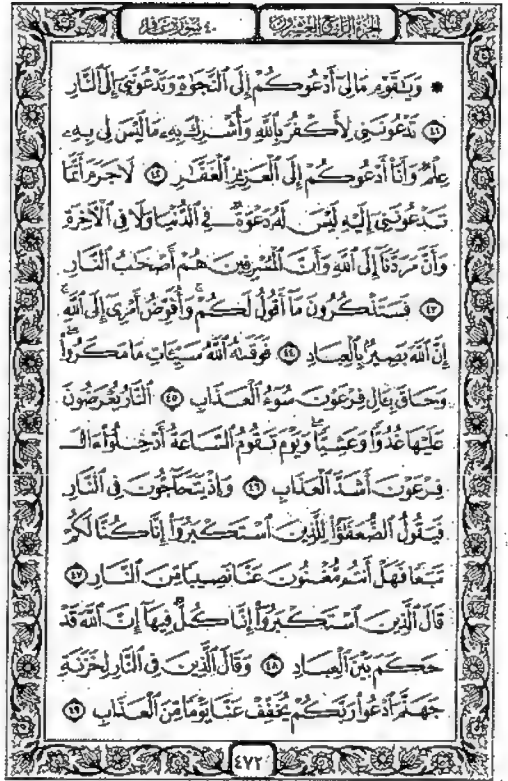 الجزء الرابع والعشرون
٤٠ سورة غافر
* وَيَٰقَوْمِ مَا لِىٓ أَدْعُوكُمْ إِلَى ٱلنَّجَوٰةِ وَتَدْعُونَنِىٓ إِلَى ٱلنَّارِ
٤١ تَدْعُونَنِى لِأَكْفُرَ بِٱللَّهِ وَأُشْرِكَ بِهِۦ مَا لَيْسَ لِى بِهِۦ
عِلْمٌ وَأَنَا۠ أَدْعُوكُمْ إِلَى ٱلْعَزِيزِ ٱلْغَفَّٰرِ ٤٢ لَا جَرَمَ أَنَّمَا
تَدْعُونَنِىٓ إِلَيْهِ لَيْسَ لَهُۥ دَعْوَةٌ فِى ٱلدُّنْيَا وَلَا فِى ٱلْءَاخِرَةِ
وَأَنَّ مَرَدَّنَآ إِلَى ٱللَّهِ وَأَنَّ ٱلْمُسْرِفِينَ هُمْ أَصْحَٰبُ ٱلنَّارِ
٤٣ فَسَتَذْكُرُونَ مَآ أَقُولُ لَكُمْ ۚ وَأُفَوِّضُ أَمْرِىٓ إِلَى ٱللَّهِ ۚ
إِنَّ ٱللَّهَ بَصِيرٌۢ بِٱلْعِبَادِ ٤٤ فَوَقَىٰهُ ٱللَّهُ سَيِّـَٔاتِ مَا مَكَرُوا۟ ۖ
وَحَاقَ بِـَٔالِ فِرْعَوْنَ سُوٓءُ ٱلْعَذَابِ ٤٥ ٱلنَّارُ يُعْرَضُونَ
عَلَيْهَا غُدُوًّا وَعَشِيًّا ۖ وَيَوْمَ تَقُومُ ٱلسَّاعَةُ أَدْخِلُوٓا۟ ءَالَ
فِرْعَوْنَ أَشَدَّ ٱلْعَذَابِ ٤٦ وَإِذْ يَتَحَآجُّونَ فِى ٱلنَّارِ
فَيَقُولُ ٱلضُّعَفَٰٓؤُا۟ لِلَّذِينَ ٱسْتَكْبَرُوٓا۟ إِنَّا كُنَّا لَكُمْ
تَبَعًا فَهَلْ أَنتُم مُّغْنُونَ عَنَّا نَصِيبًا مِّنَ ٱلنَّارِ ٤٧
قَالَ ٱلَّذِينَ ٱسْتَكْبَرُوٓا۟ إِنَّا كُلٌّ فِيهَآ إِنَّ ٱللَّهَ قَدْ
حَكَمَ بَيْنَ ٱلْعِبَادِ ٤٨ وَقَالَ ٱلَّذِينَ فِى ٱلنَّارِ لِخَزَنَةِ
جَهَنَّمَ ٱدْعُوا۟ رَبَّكُمْ يُخَفِّفْ عَنَّا يَوْمًا مِّنَ ٱلْعَذَابِ ٤٩
٤٧٢